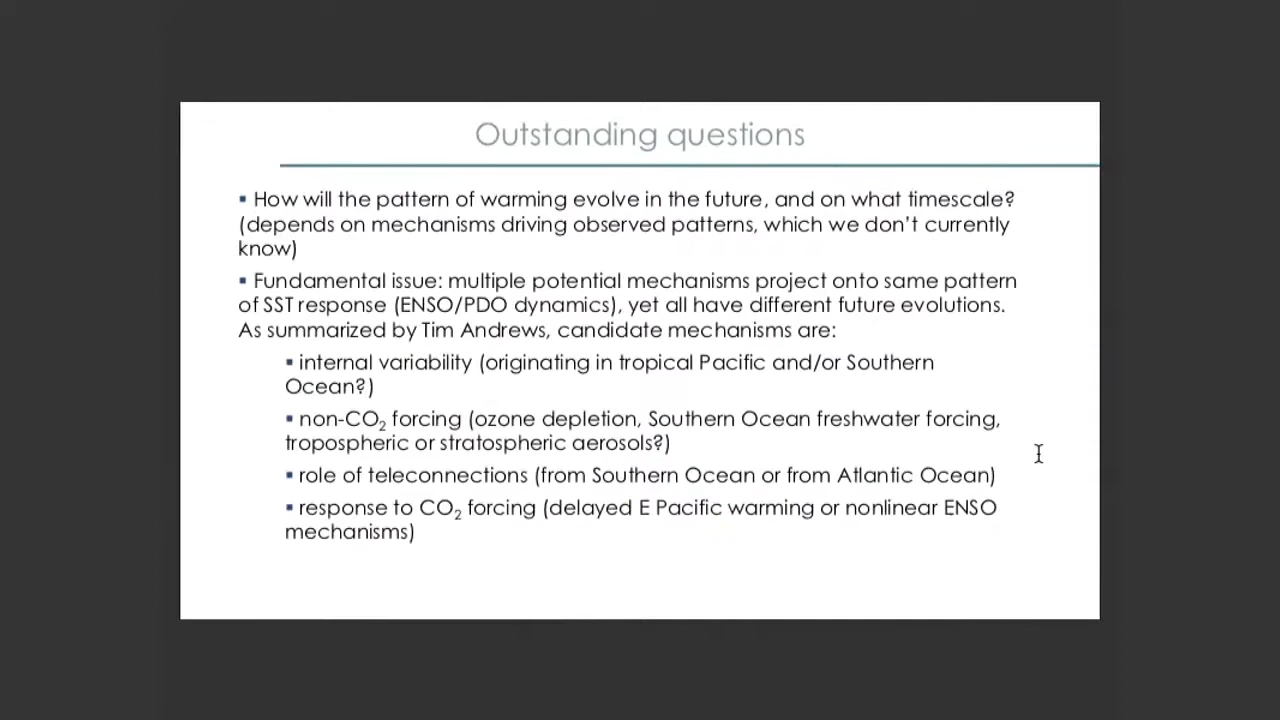 Outstanding questions
▪ How will the pattern of warming evolve in the future, and on what timescale?
(depends on mechanisms driving observed patterns, which we don't currently
know)
▪ Fundamental issue: multiple potential mechanisms project onto same pattern
of SST response (ENSO/PDO dynamics), yet all have different future evolutions.
As summarized by Tim Andrews, candidate mechanisms are:
▪ internal variability (originating in tropical Pacific and/or Southern
Ocean?)
▪ non-CO₂ forcing (ozone depletion, Southern Ocean freshwater forcing,
tropospheric or stratospheric aerosols?)
▪ role of teleconnections (from Southern Ocean or from Atlantic Ocean)
▪ response to CO₂ forcing (delayed E Pacific warming or nonlinear ENSO
mechanisms)